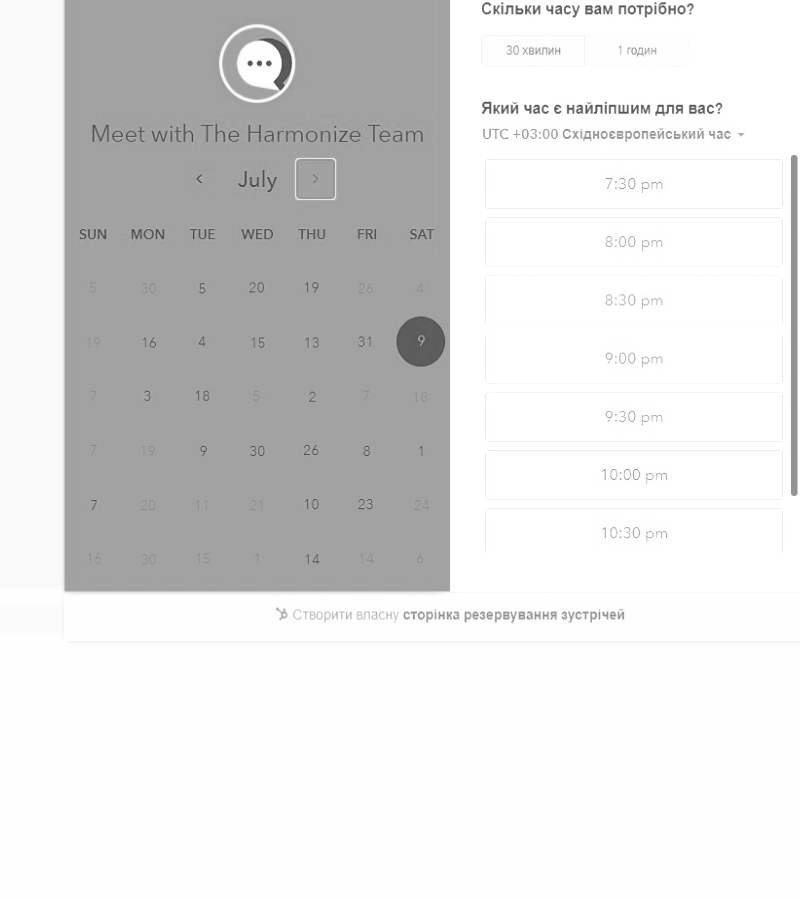 Meet with The Harmonize Team
July
SUN MON TUE WED THU FRI SAT
5 30 5 20 19 26 4
19 16 4 15 13 31 9
7 3 18 5 2 7 18
7 19 9 30 26 8 1
7 20 11 21 10 23 24
16 30 15 1 14 14 6
Скільки часу вам потрібно?
30 хвилин 1 годин
Який час є найліпшим для вас?
UTC +03:00 Східноєвропейський час
7:30 pm
8:00 pm
8:30 pm
9:00 pm
9:30 pm
10:00 pm
10:30 pm
Створити власну сторінка резервування зустрічей